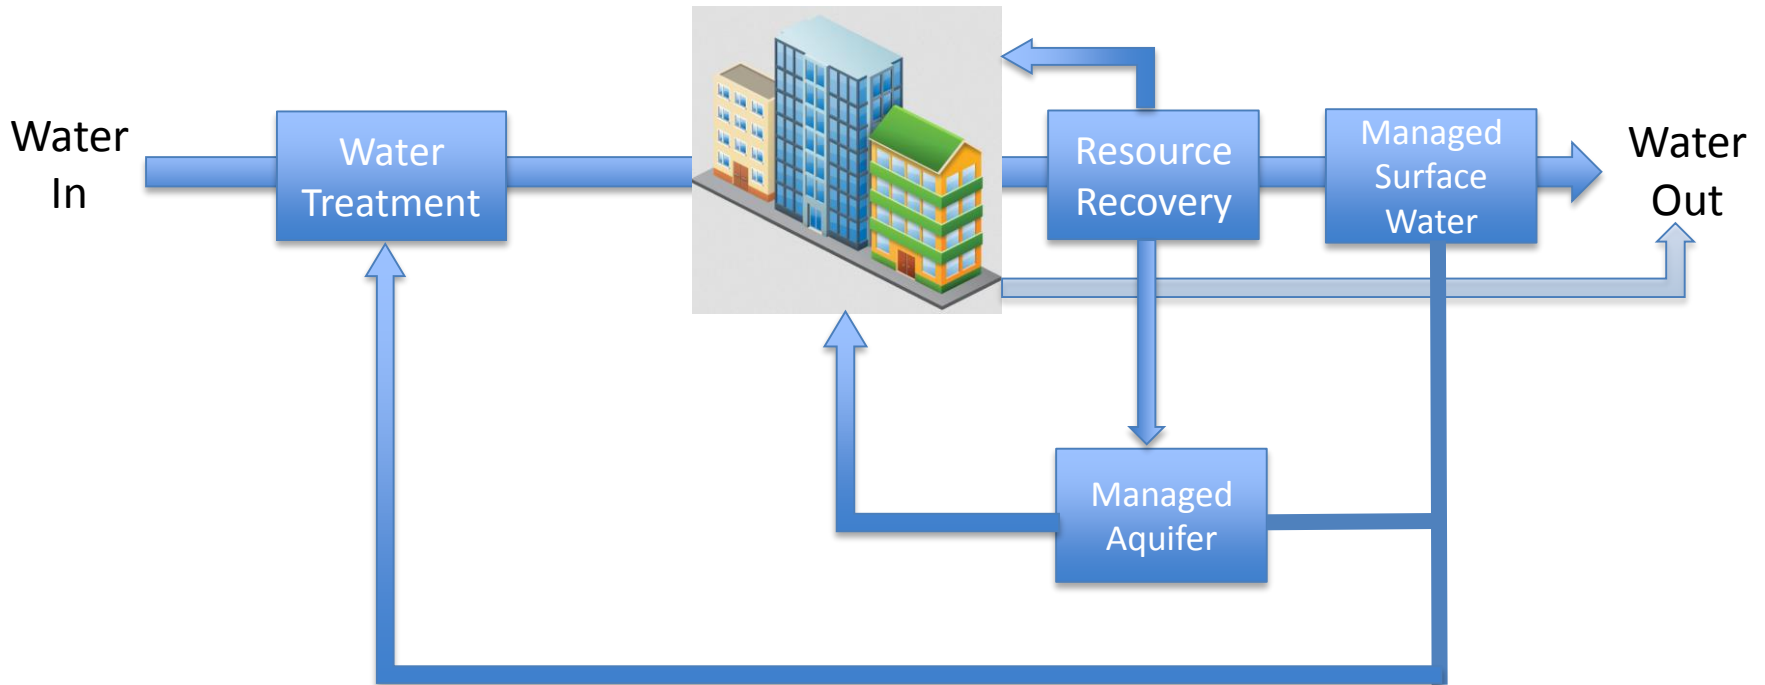 Water
In
Water
Treatment
Resource
Recovery
Managed
Surface
Water
Water
Out
Managed
Aquifer